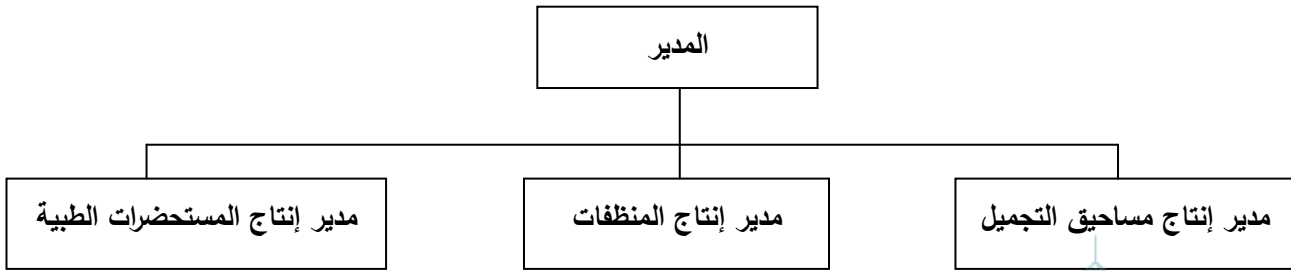 المدير
مدير إنتاج مساحيق التجميل
مدير إنتاج المنظفات
مدير إنتاج المستحضرات الطبية